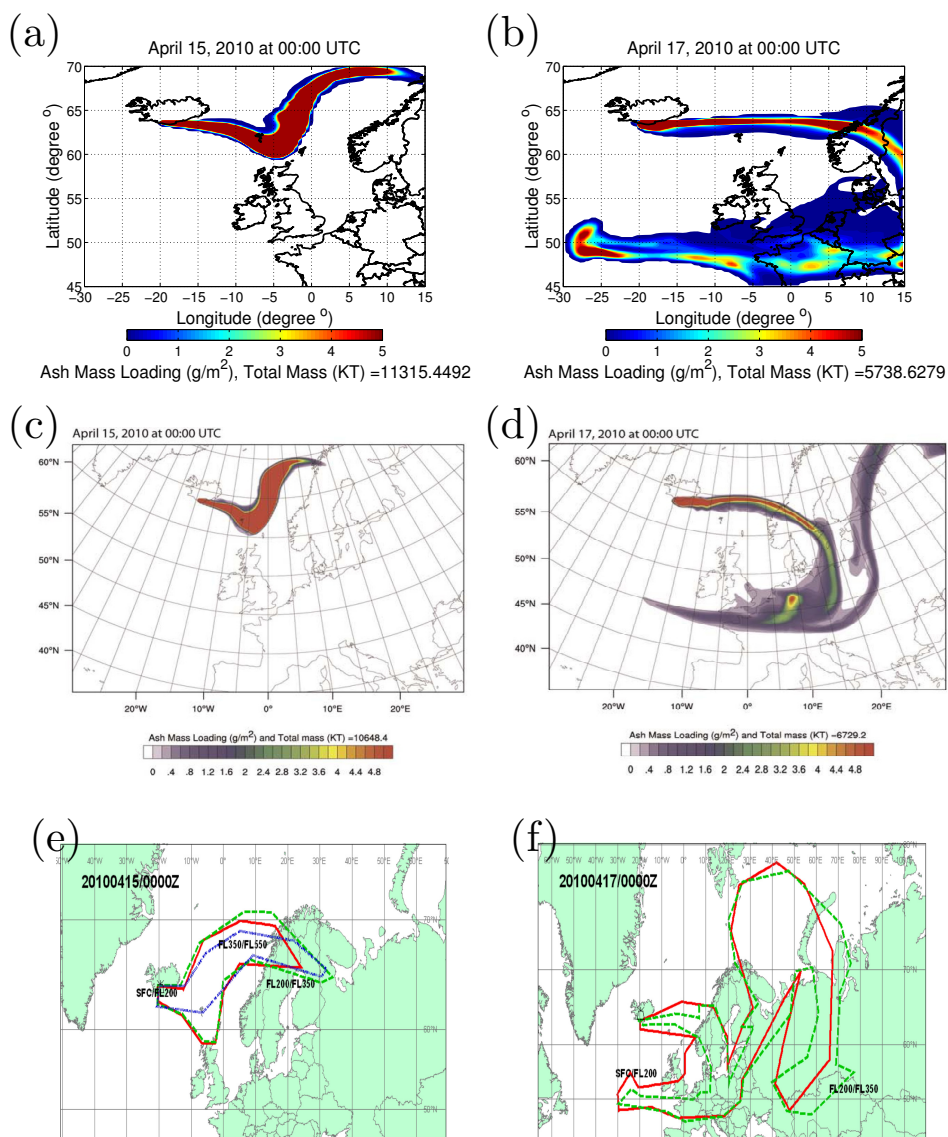 (a)
April 15, 2010 at 00:00 UTC
70
65
60
55
50
45
Latitude (degree °)
−30 −25 −20 −15 −10 −5 0 5 10 15
Longitude (degree °)
0 1 2 3 4 5
Ash Mass Loading (g/m²), Total Mass (KT) =11315.4492
(b)
April 17, 2010 at 00:00 UTC
70
65
60
55
50
45
Latitude (degree °)
−30 −25 −20 −15 −10 −5 0 5 10 15
Longitude (degree °)
0 1 2 3 4 5
Ash Mass Loading (g/m²), Total Mass (KT) =5738.6279
(c)
April 15, 2010 at 00:00 UTC
60°N
55°N
50°N
45°N
40°N
20°W 10°W 0° 10°E 20°E
Ash Mass Loading (g/m²) and Total mass (KT) =10648.4
0 .4 .8 1.2 1.6 2 2.4 2.8 3.2 3.6 4 4.4 4.8
(d)
April 17, 2010 at 00:00 UTC
60°N
55°N
50°N
45°N
40°N
20°W 10°W 0° 10°E 20°E
Ash Mass Loading (g/m²) and Total mass (KT) =6729.2
0 .4 .8 1.2 1.6 2 2.4 2.8 3.2 3.6 4 4.4 4.8
(e)
20100415/0000Z
70°N
FL350/FL550
FL200/FL350
SFC/FL200
60°N
50°N
(f)
20100417/0000Z
70°N
60°N
SFC/FL200
FL200/FL350
50°N